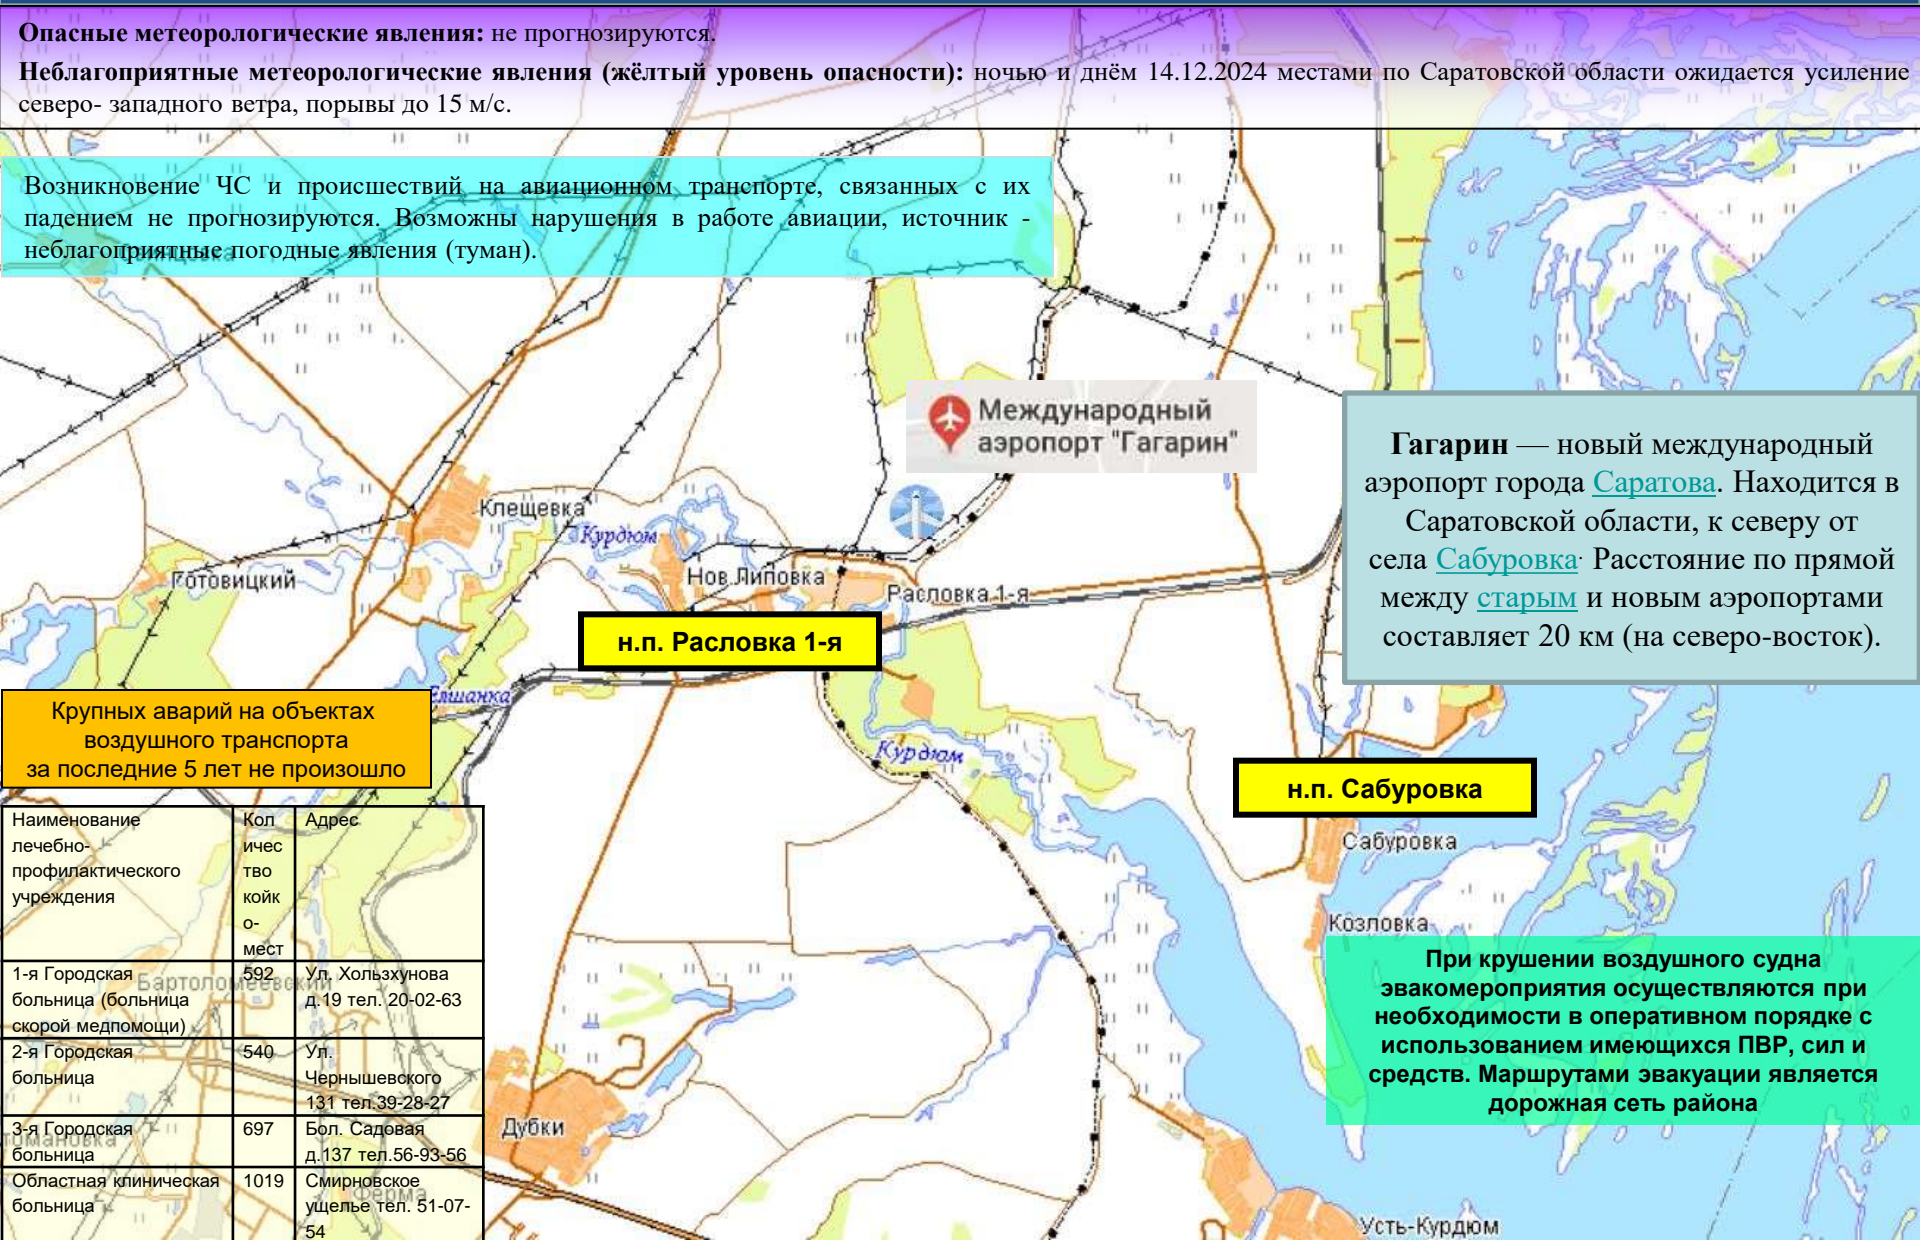 Опасные метеорологические явления: не прогнозируются.
Неблагоприятные метеорологические явления (жёлтый уровень опасности): ночью и днём 14.12.2024 местами по Саратовской области ожидается усиление
северо- западного ветра, порывы до 15 м/с.
Возникновение ЧС и происшествий на авиационном транспорте, связанных с их
падением не прогнозируются. Возможны нарушения в работе авиации, источник -
неблагоприятные погодные явления (туман).
Международный
аэропорт "Гагарин"
Гагарин — новый международный
аэропорт города Саратова. Находится в
Саратовской области, к северу от
села Сабуровка. Расстояние по прямой
между старым и новым аэропортами
составляет 20 км (на северо-восток).
Клещевка
Курдюм
Готовицкий
Нов.Липовка
Расловка 1-я
н.п. Расловка 1-я
Елшанка
Крупных аварий на объектах
воздушного транспорта
за последние 5 лет не произошло
Курдюм
н.п. Сабуровка
Сабуровка
Козловка
При крушении воздушного судна
эвакомероприятия осуществляются при
необходимости в оперативном порядке с
использованием имеющихся ПВР, сил и
средств. Маршрутами эвакуации является
дорожная сеть района
Наименование
лечебно-
профилактического
учреждения
Кол
ичес
тво
койк
о-
мест
Адрес
1-я Городская
больница (больница
скорой медпомощи)
592
Ул. Хользхунова
д.19 тел. 20-02-63
2-я Городская
больница
540
Ул.
Чернышевского
131 тел.39-28-27
3-я Городская
больница
697
Бол. Садовая
д.137 тел.56-93-56
Областная клиническая
больница
1019
Смирновское
ущелье тел. 51-07-
54
Бартоломеевский
Ферма
Дубки
Усть-Курдюм